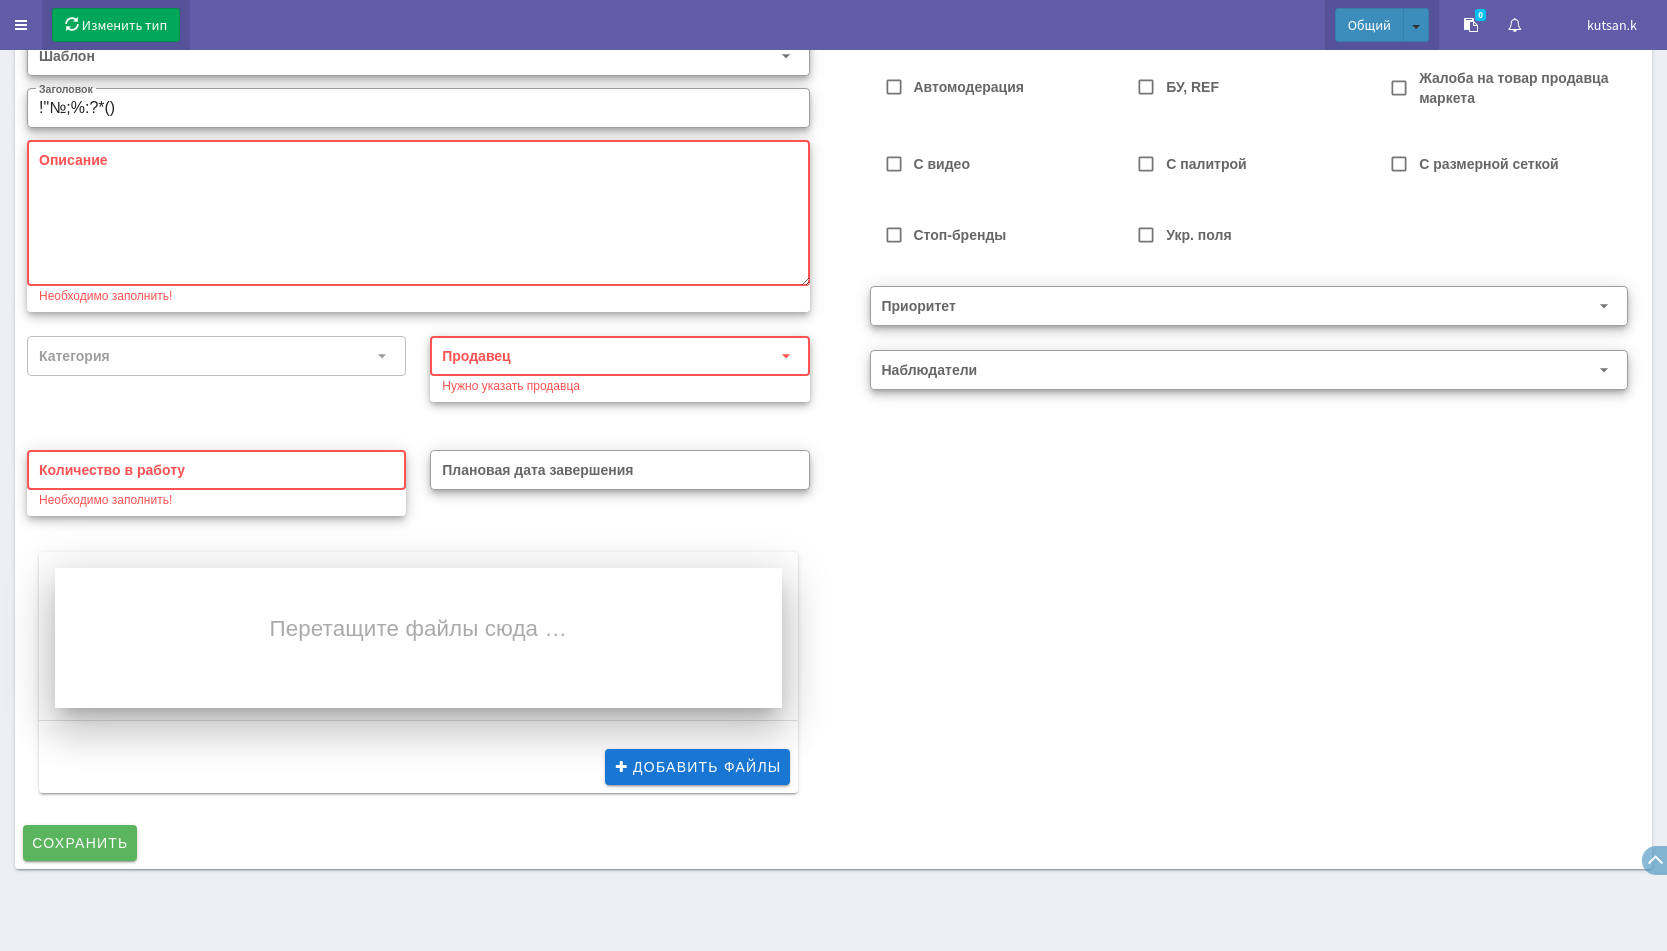 Изменить тип
Общий
0
kutsan.k
Шаблон
Заголовок
!"№;%:?*()
Описание
Необходимо заполнить!
Категория
Продавец
Нужно указать продавца
Количество в работу
Необходимо заполнить!
Плановая дата завершения
Перетащите файлы сюда …
ДОБАВИТЬ ФАЙЛЫ
СОХРАНИТЬ
Автомодерация
БУ, REF
Жалоба на товар продавца
маркета
С видео
С палитрой
С размерной сеткой
Стоп-бренды
Укр. поля
Приоритет
Наблюдатели